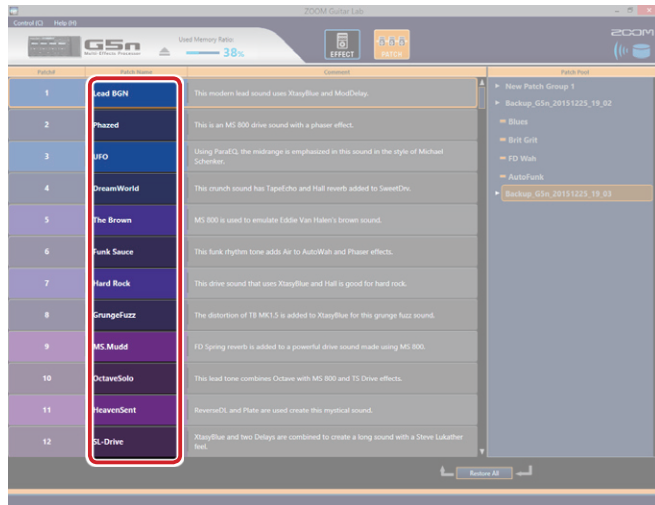 ZOOM Guitar Lab
Control (C) Help (H)
G5n
Multi-Effects Processor
Used Memory Ratio:
38%
EFFECT
PATCH
ZOOM
Patch# Patch Name Comment Patch Pool
1 Lead BGN This modern lead sound uses XtasyBlue and ModDelay.
2 Phazed This is an MS 800 drive sound with a phaser effect.
3 UFO Using ParaEQ, the midrange is emphasized in this sound in the style of Michael
Schenker.
4 DreamWorld This crunch sound has TapeEcho and Hall reverb added to SweetDrv.
5 The Brown MS 800 is used to emulate Eddie Van Halen's brown sound.
6 Funk Sauce This funk rhythm tone adds Air to AutoWah and Phaser effects.
7 Hard Rock This drive sound that uses XtasyBlue and Hall is good for hard rock.
8 GrungeFuzz The distortion of TB MK1.5 is added to XtasyBlue for this grunge fuzz sound.
9 MS.Mudd FD Spring reverb is added to a powerful drive sound made using MS 800.
10 OctaveSolo This lead tone combines Octave with MS 800 and TS Drive effects.
11 HeavenSent ReverseDL and Plate are used create this mystical sound.
12 SL-Drive XtasyBlue and two Delays are combined to create a long sound with a Steve Lukather
feel.
New Patch Group 1
Backup_G5n_20151225_19_02
Blues
Brit Grit
FD Wah
AutoFunk
Backup_G5n_20151225_19_03
Restore All